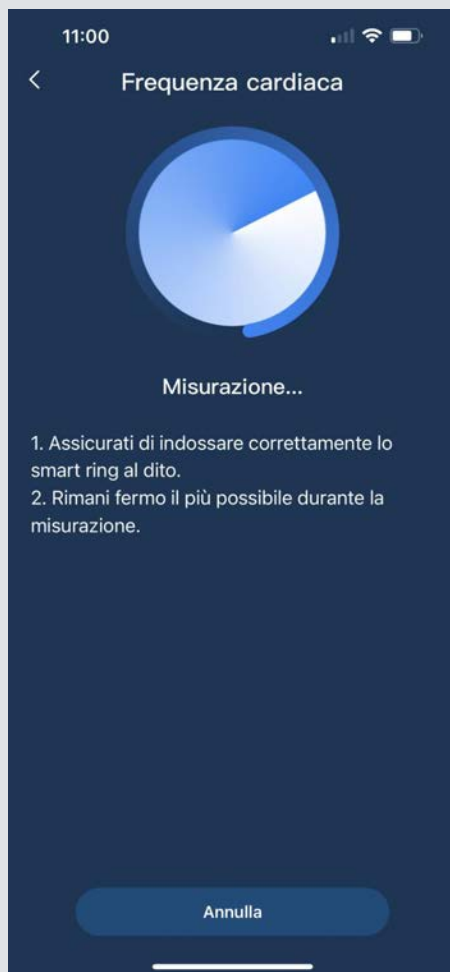 11:00
Frequenza cardiaca
Misurazione...
1. Assicurati di indossare correttamente lo
smart ring al dito.
2. Rimani fermo il più possibile durante la
misurazione.
Annulla